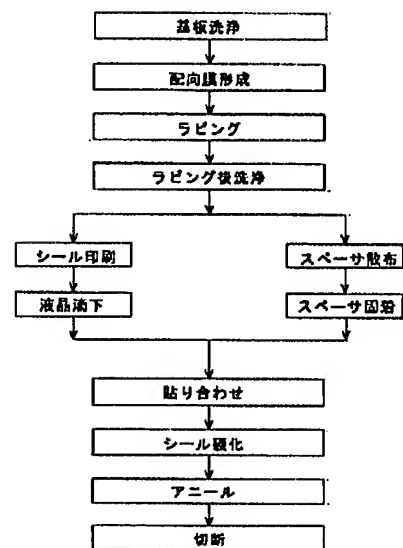 基板洗浄
配向膜形成
ラビング
ラビング後洗浄
シール印刷
スペーサ散布
液晶滴下
スペーサ固着
貼り合わせ
シール硬化
アニール
切断